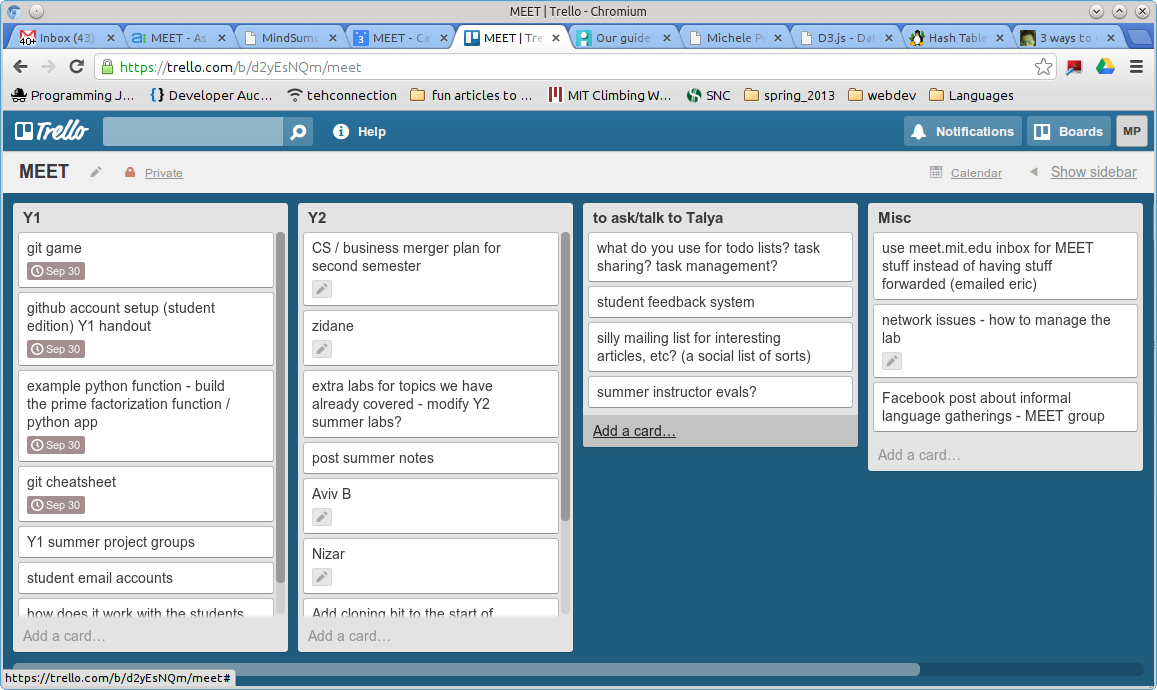 MEET | Trello - Chromium
40+ Inbox (43)
MEET - As
MindSumo
MEET - Ca
MEET | Tre
Our guide
Michele P
D3.js - Dat
Hash Table
3 ways to
https://trello.com/b/d2yEsNQm/meet
Programming J...
Developer Auc...
tehconnection
fun articles to ...
MIT Climbing W...
SNC
spring_2013
webdev
Languages
Trello
Help
Notifications
Boards
MP
MEET
Private
Calendar
Show sidebar
Y1
git game
Sep 30
github account setup (student
edition) Y1 handout
Sep 30
example python function - build
the prime factorization function /
python app
Sep 30
git cheatsheet
Sep 30
Y1 summer project groups
student email accounts
how does it work with the students
Add a card…
Y2
CS / business merger plan for
second semester
zidane
extra labs for topics we have
already covered - modify Y2
summer labs?
post summer notes
Aviv B
Nizar
Add cloning bit to the start of
Add a card…
to ask/talk to Talya
what do you use for todo lists? task
sharing? task management?
student feedback system
silly mailing list for interesting
articles, etc? (a social list of sorts)
summer instructor evals?
Add a card…
Misc
use meet.mit.edu inbox for MEET
stuff instead of having stuff
forwarded (emailed eric)
network issues - how to manage the
lab
Facebook post about informal
language gatherings - MEET group
Add a card…
https://trello.com/b/d2yEsNQm/meet#